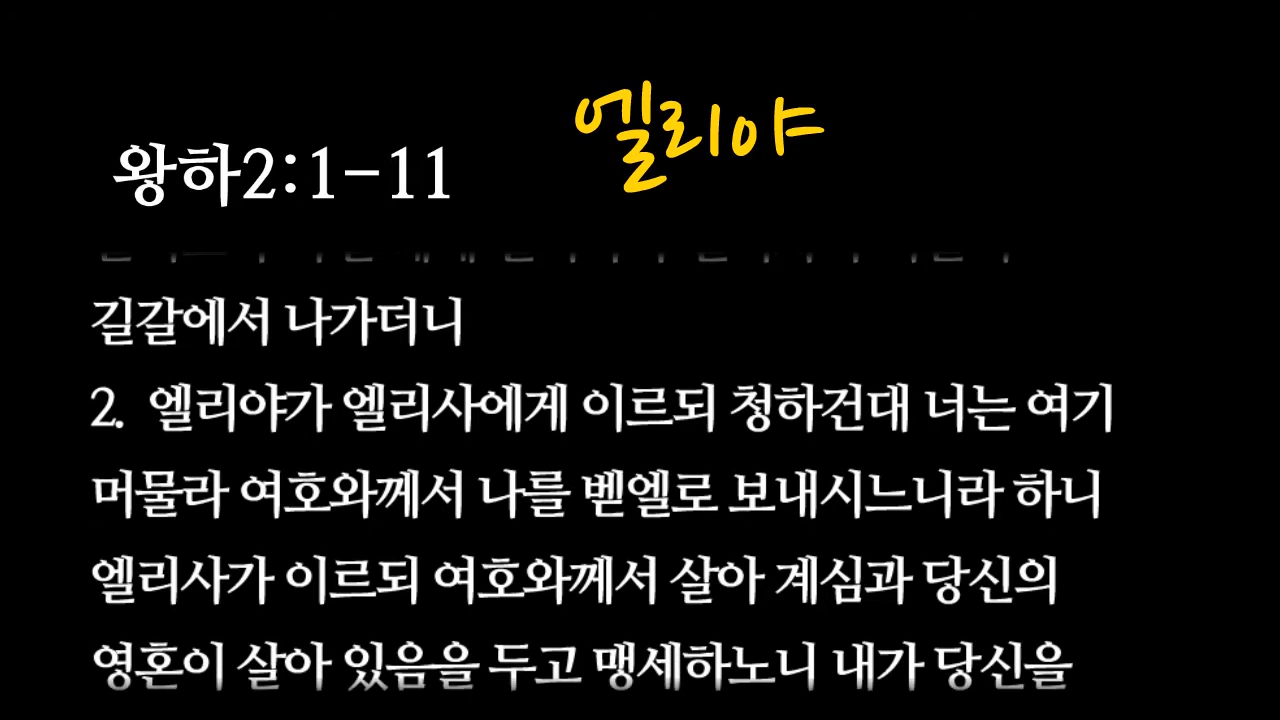 엘리야
왕하2:1-11
길갈에서 나가더니
2. 엘리야가 엘리사에게 이르되 청하건대 너는 여기
머물라 여호와께서 나를 벧엘로 보내시느니라 하니
엘리사가 이르되 여호와께서 살아 계심과 당신의
영혼이 살아 있음을 두고 맹세하노니 내가 당신을